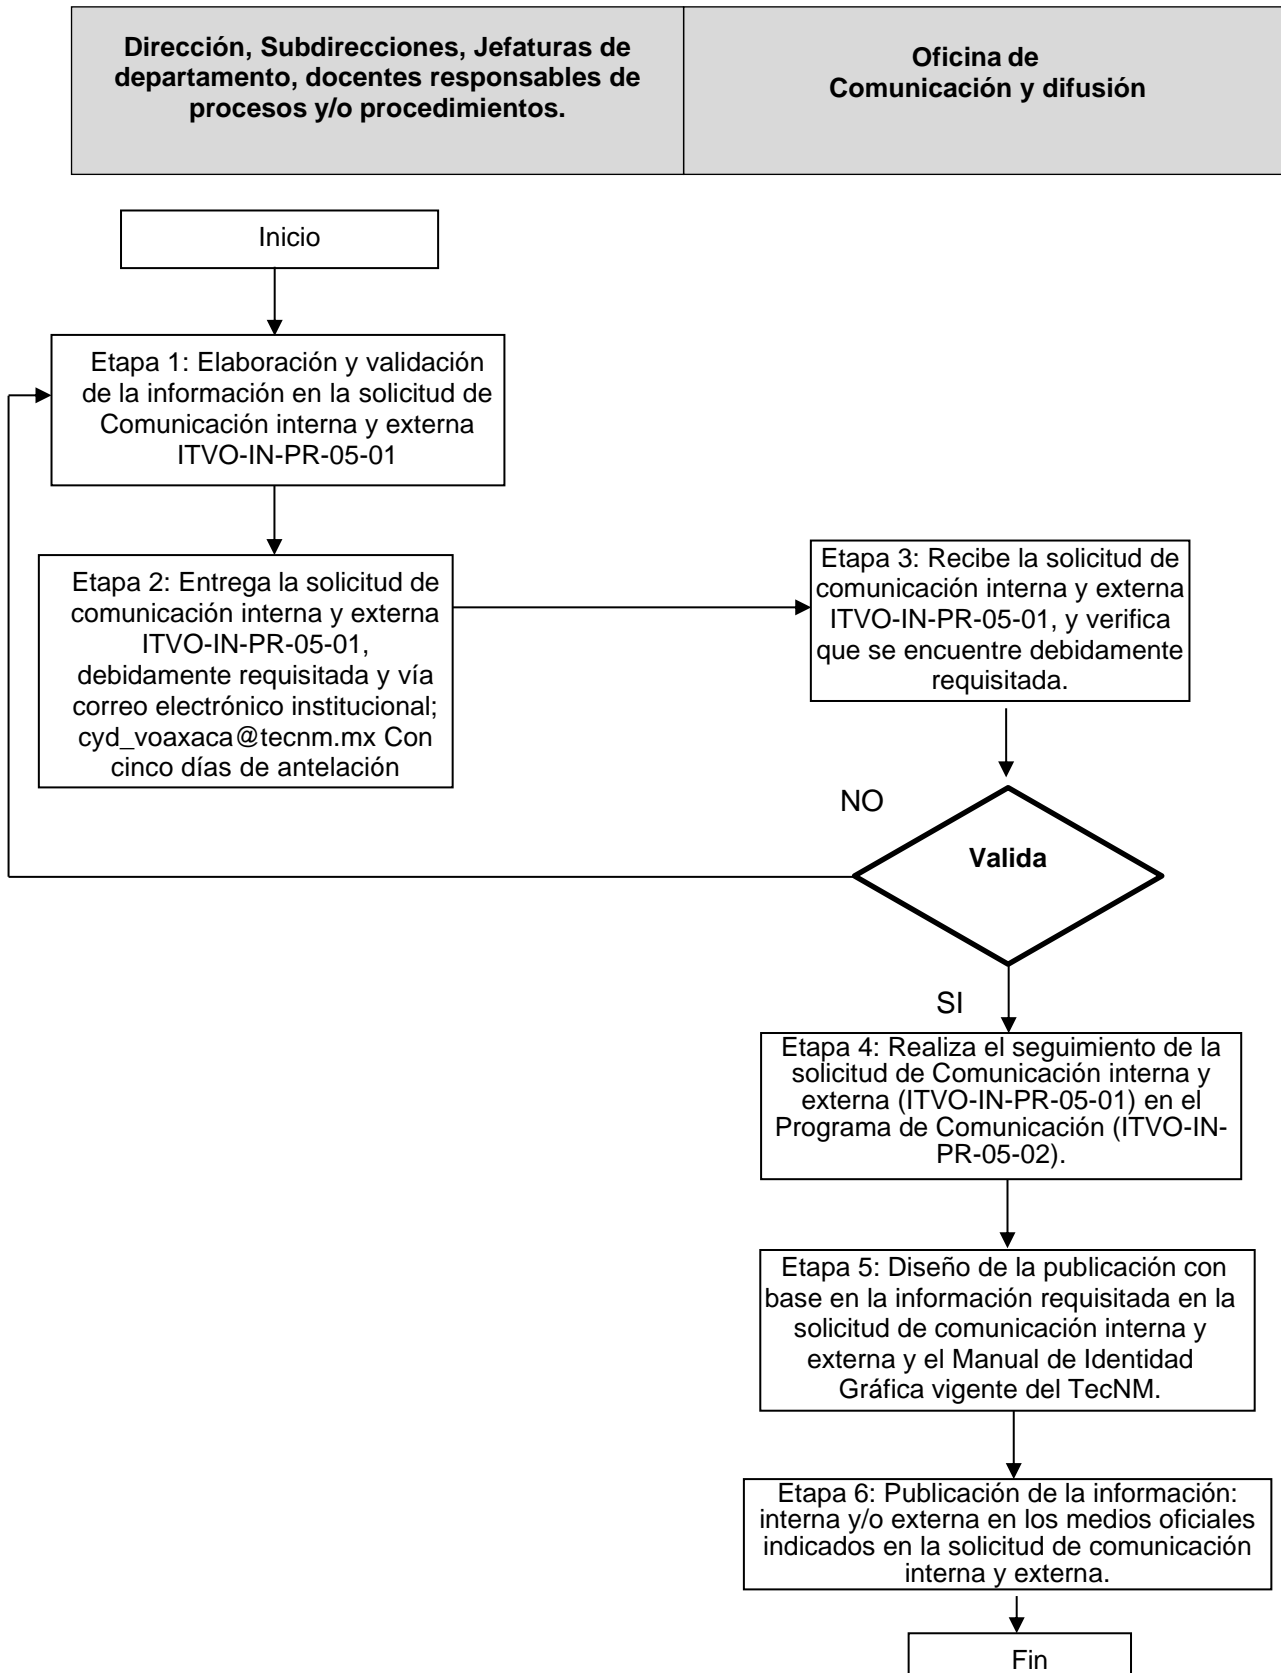 Dirección, Subdirecciones, Jefaturas de
departamento, docentes responsables de
procesos y/o procedimientos.
Oficina de
Comunicación y difusión
Inicio
Etapa 1: Elaboración y validación
de la información en la solicitud de
Comunicación interna y externa
ITVO-IN-PR-05-01
Etapa 2: Entrega la solicitud de
comunicación interna y externa
ITVO-IN-PR-05-01,
debidamente requisitada y vía
correo electrónico institucional;
cyd_voaxaca@tecnm.mx Con
cinco días de antelación
Etapa 3: Recibe la solicitud de
comunicación interna y externa
ITVO-IN-PR-05-01, y verifica
que se encuentre debidamente
requisitada.
NO
Valida
SI
Etapa 4: Realiza el seguimiento de la
solicitud de Comunicación interna y
externa (ITVO-IN-PR-05-01) en el
Programa de Comunicación (ITVO-IN-
PR-05-02).
Etapa 5: Diseño de la publicación con
base en la información requisitada en la
solicitud de comunicación interna y
externa y el Manual de Identidad
Gráfica vigente del TecNM.
Etapa 6: Publicación de la información:
interna y/o externa en los medios oficiales
indicados en la solicitud de comunicación
interna y externa.
Fin